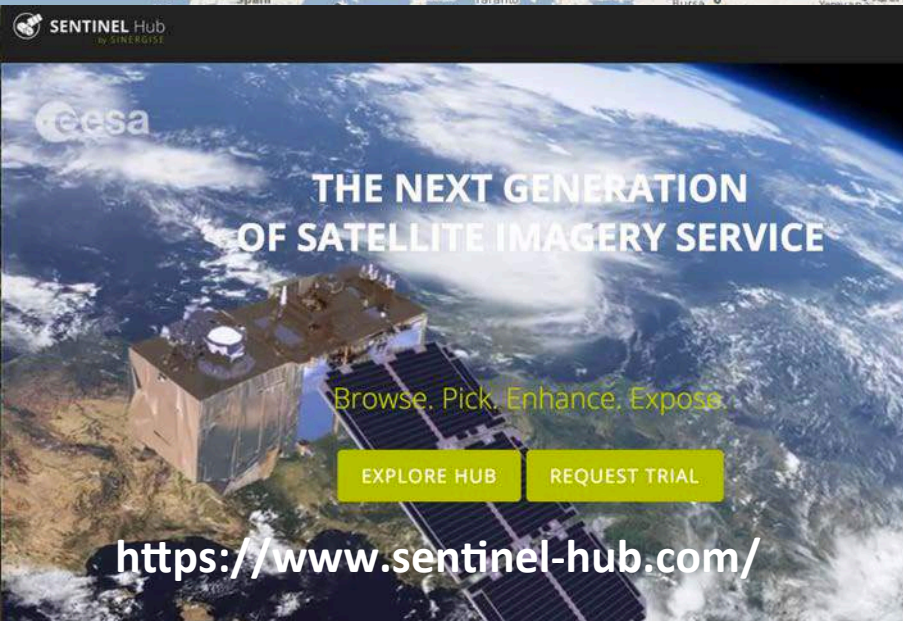 SENTINEL Hub
by SINERGISE
esa
THE NEXT GENERATION
OF SATELLITE IMAGERY SERVICE
Browse. Pick. Enhance. Expose.
EXPLORE HUB
REQUEST TRIAL
https://www.sentinel-hub.com/